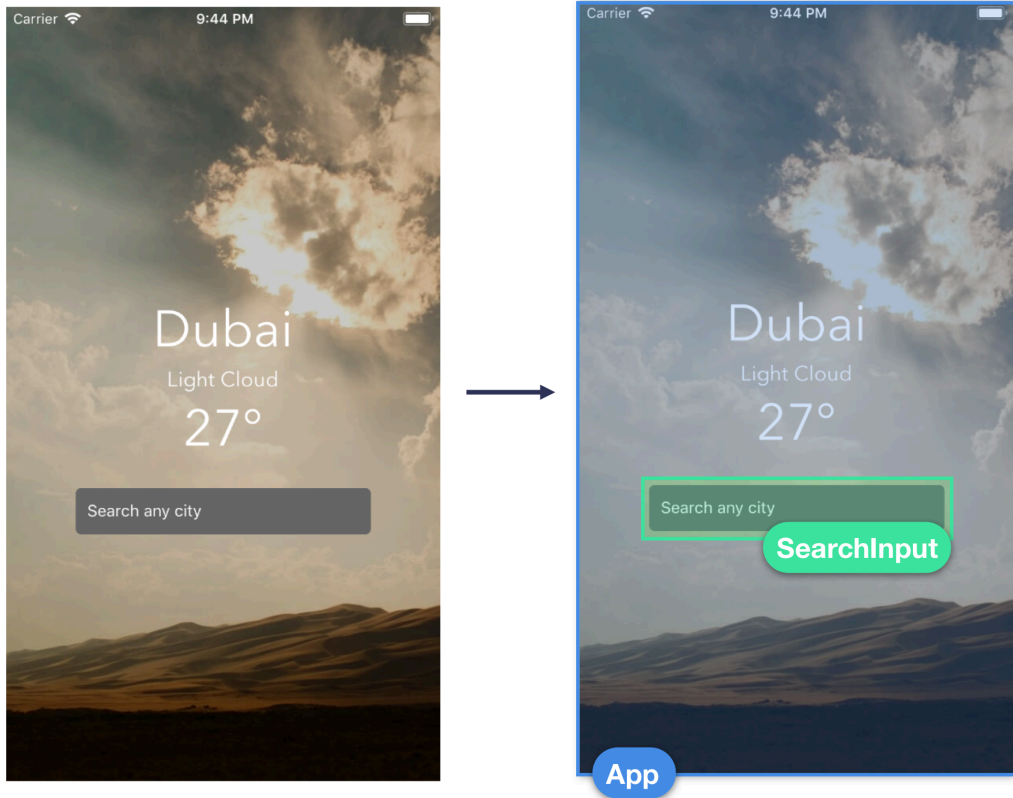 Carrier
9:44 PM
Dubai
Light Cloud
27°
Search any city
Carrier
9:44 PM
Dubai
Light Cloud
27°
Search any city
SearchInput
App